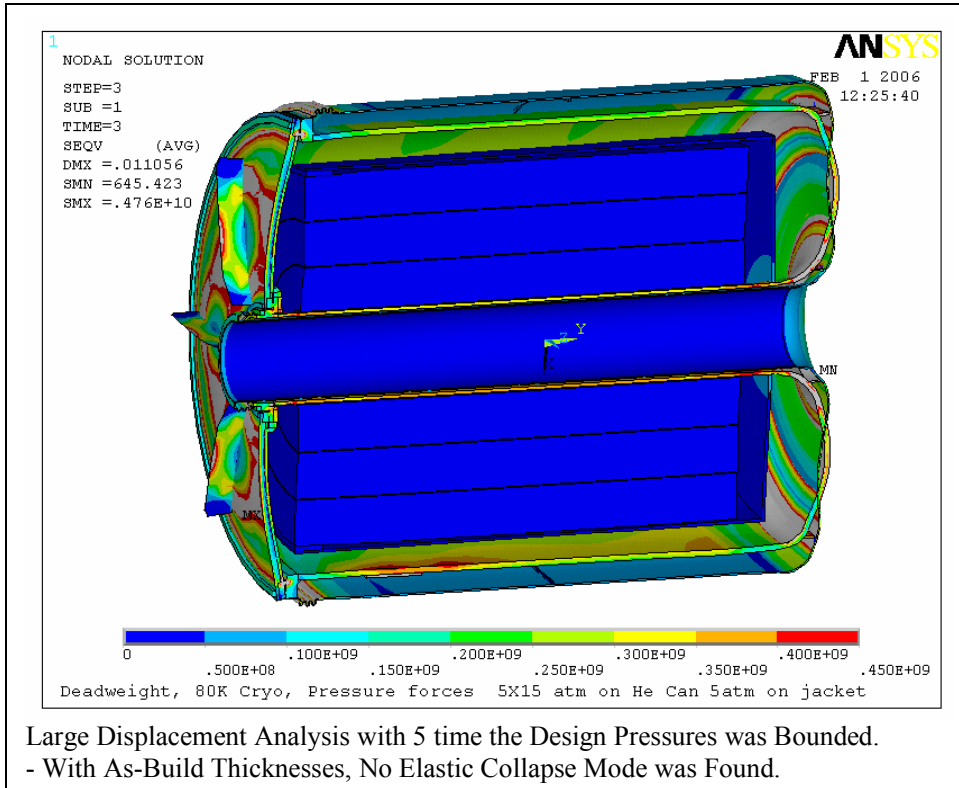 1
NODAL SOLUTION
STEP=3
SUB =1
TIME=3
SEQV (AVG)
DMX =.011056
SMN =645.423
SMX =.476E+10
ANSYS
FEB 1 2006
12:25:40
Y
Z
X
MN
MX
0 .100E+09 .200E+09 .300E+09 .400E+09
.500E+08 .150E+09 .250E+09 .350E+09 .450E+09
Deadweight, 80K Cryo, Pressure forces 5X15 atm on He Can 5atm on jacket
Large Displacement Analysis with 5 time the Design Pressures was Bounded.
- With As-Build Thicknesses, No Elastic Collapse Mode was Found.